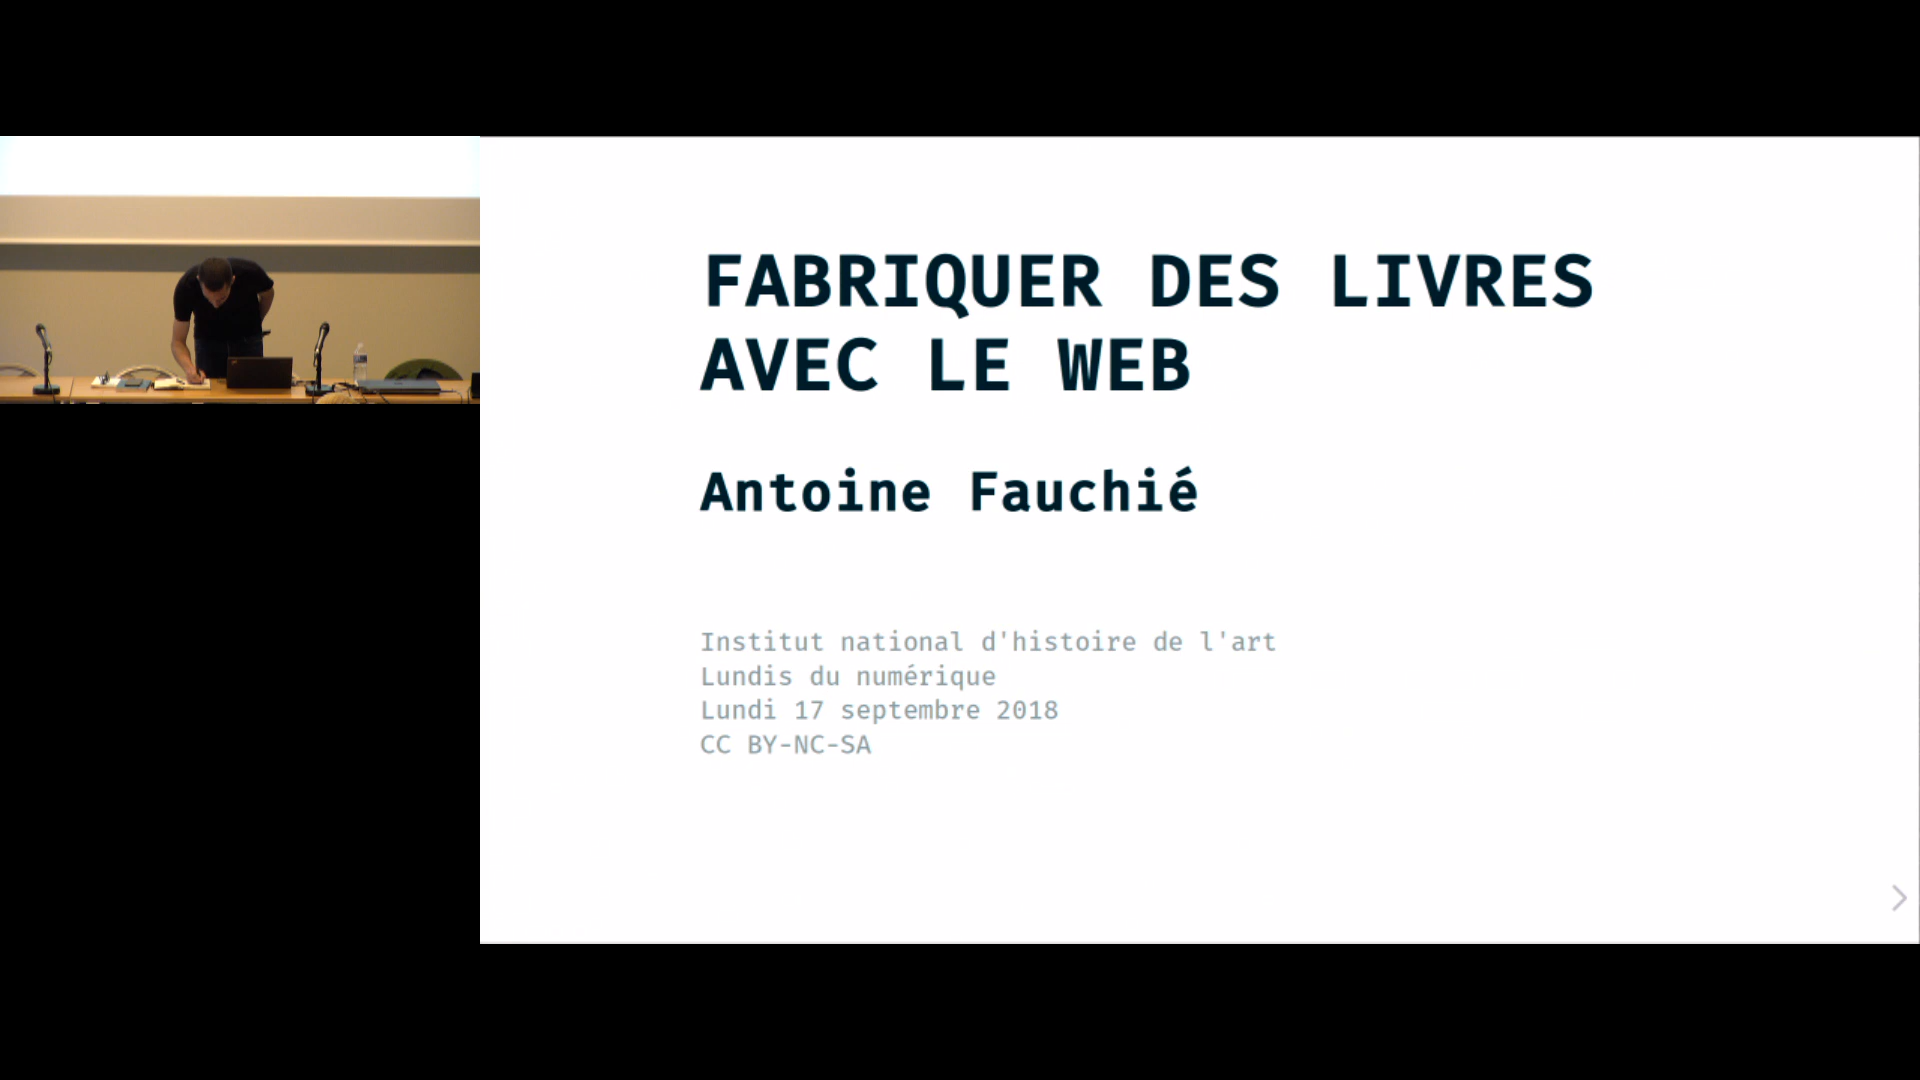 FABRIQUER DES LIVRES
AVEC LE WEB
Antoine Fauchié
Institut national d'histoire de l'art
Lundis du numérique
Lundi 17 septembre 2018
CC BY-NC-SA